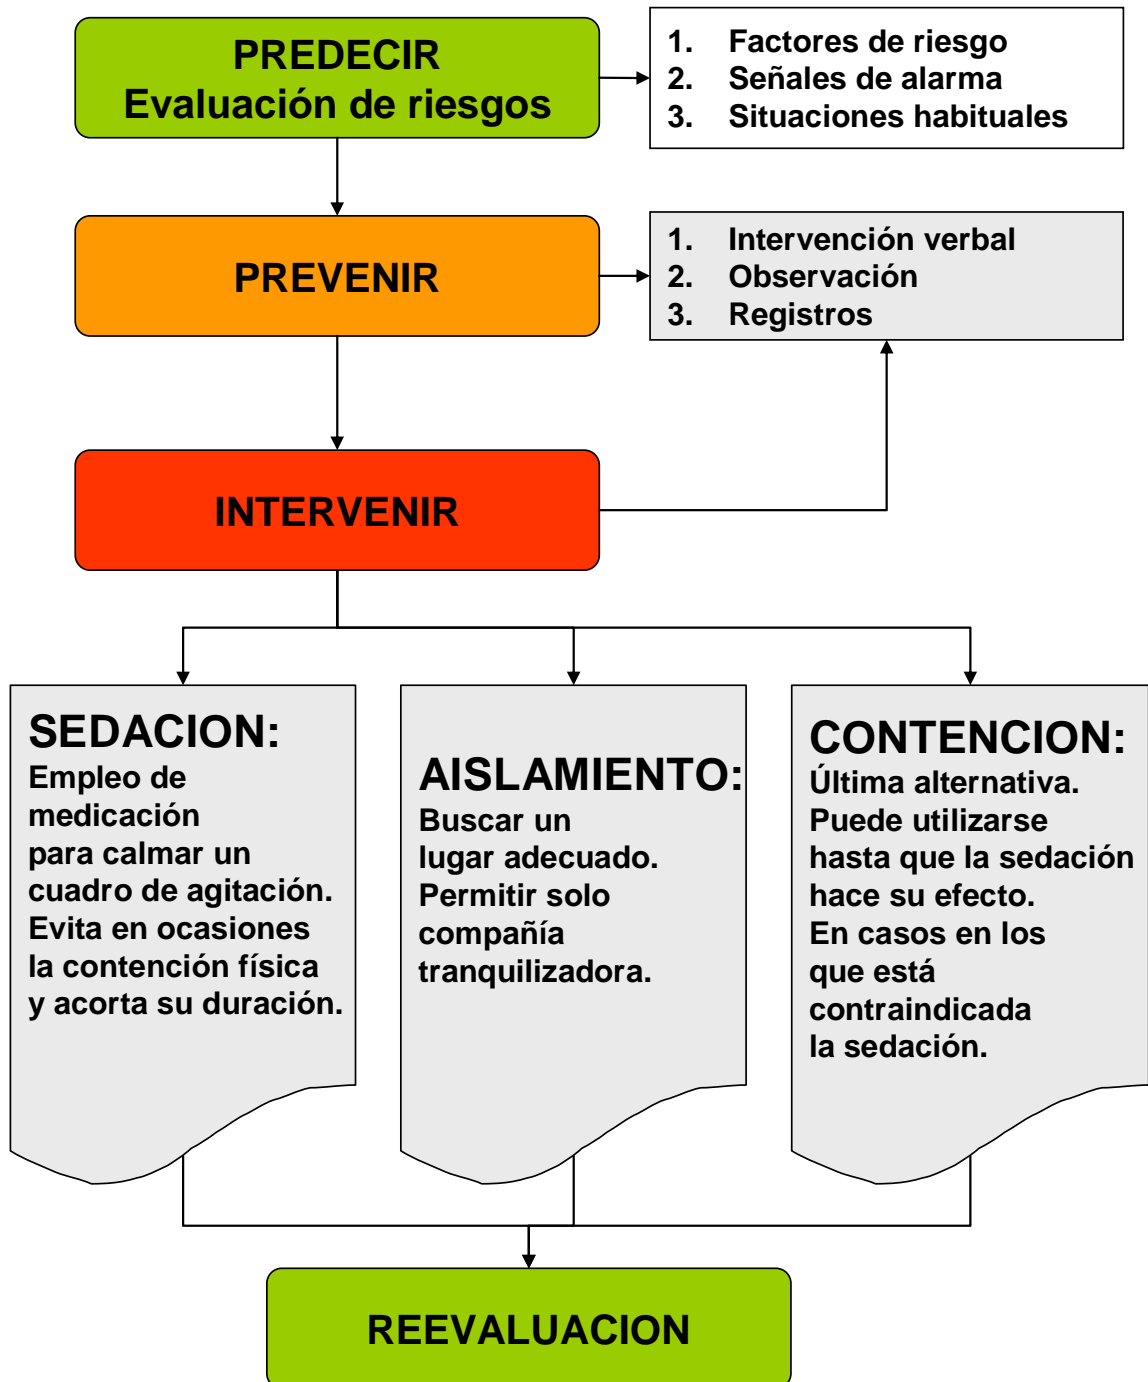 PREDECIR
Evaluación de riesgos
1. Factores de riesgo
2. Señales de alarma
3. Situaciones habituales
PREVENIR
1. Intervención verbal
2. Observación
3. Registros
INTERVENIR
SEDACION:
Empleo de
medicación
para calmar un
cuadro de agitación.
Evita en ocasiones
la contención física
y acorta su duración.
AISLAMIENTO:
Buscar un
lugar adecuado.
Permitir solo
compañía
tranquilizadora.
CONTENCION:
Última alternativa.
Puede utilizarse
hasta que la sedación
hace su efecto.
En casos en los
que está
contraindicada
la sedación.
REEVALUACION